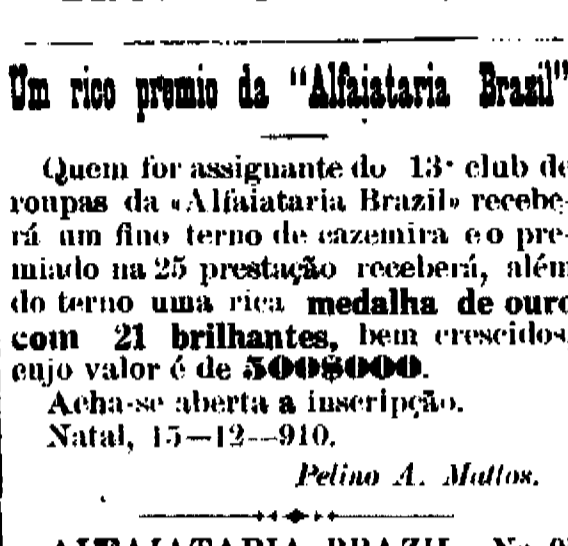 Um rico premio da "Alfaiataria Brazil"
Quem for assignante do 13· club de
roupas da «Alfaiataria Brazil» recebe-
rá um fino terno de cazemira e o pre-
miado na 25 prestação receberá, além
do terno uma rica medalha de ouro
com 21 brilhantes, bem crescidos
cujo valor é de 500$000.
Acha-se aberta a inscripção.
Natal, 15—12—910.
Pelino A. Mattos.
ALFAIATARIA BRAZIL